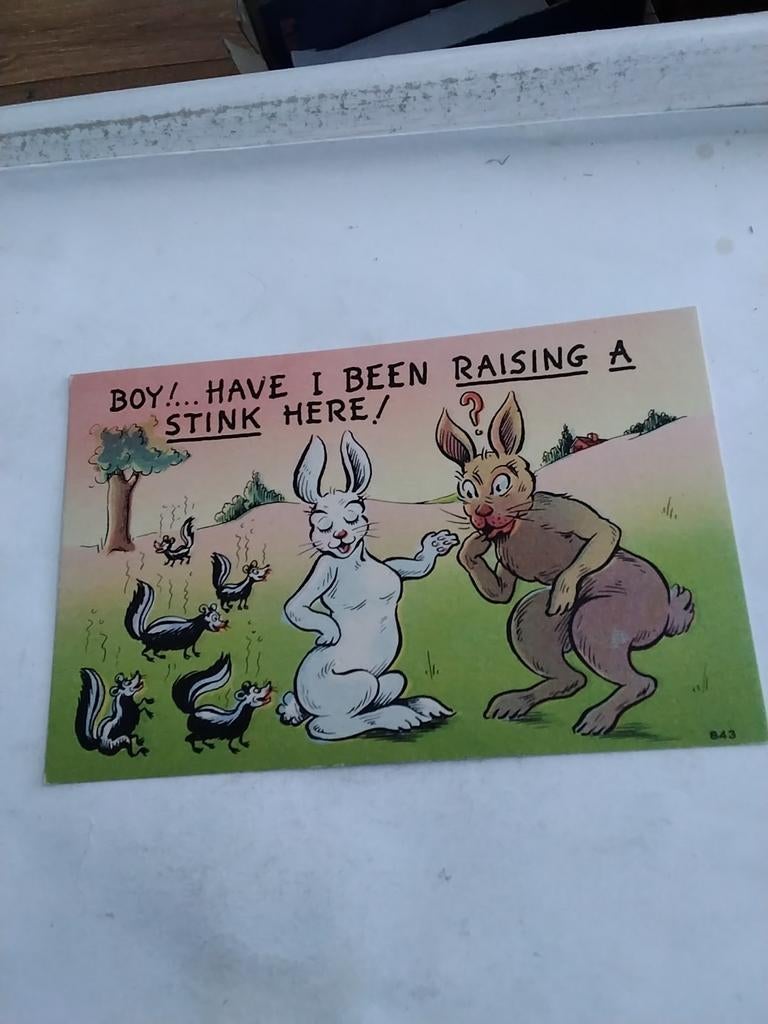 BOY!... HAVE I BEEN RAISING A
STINK HERE!
?
843